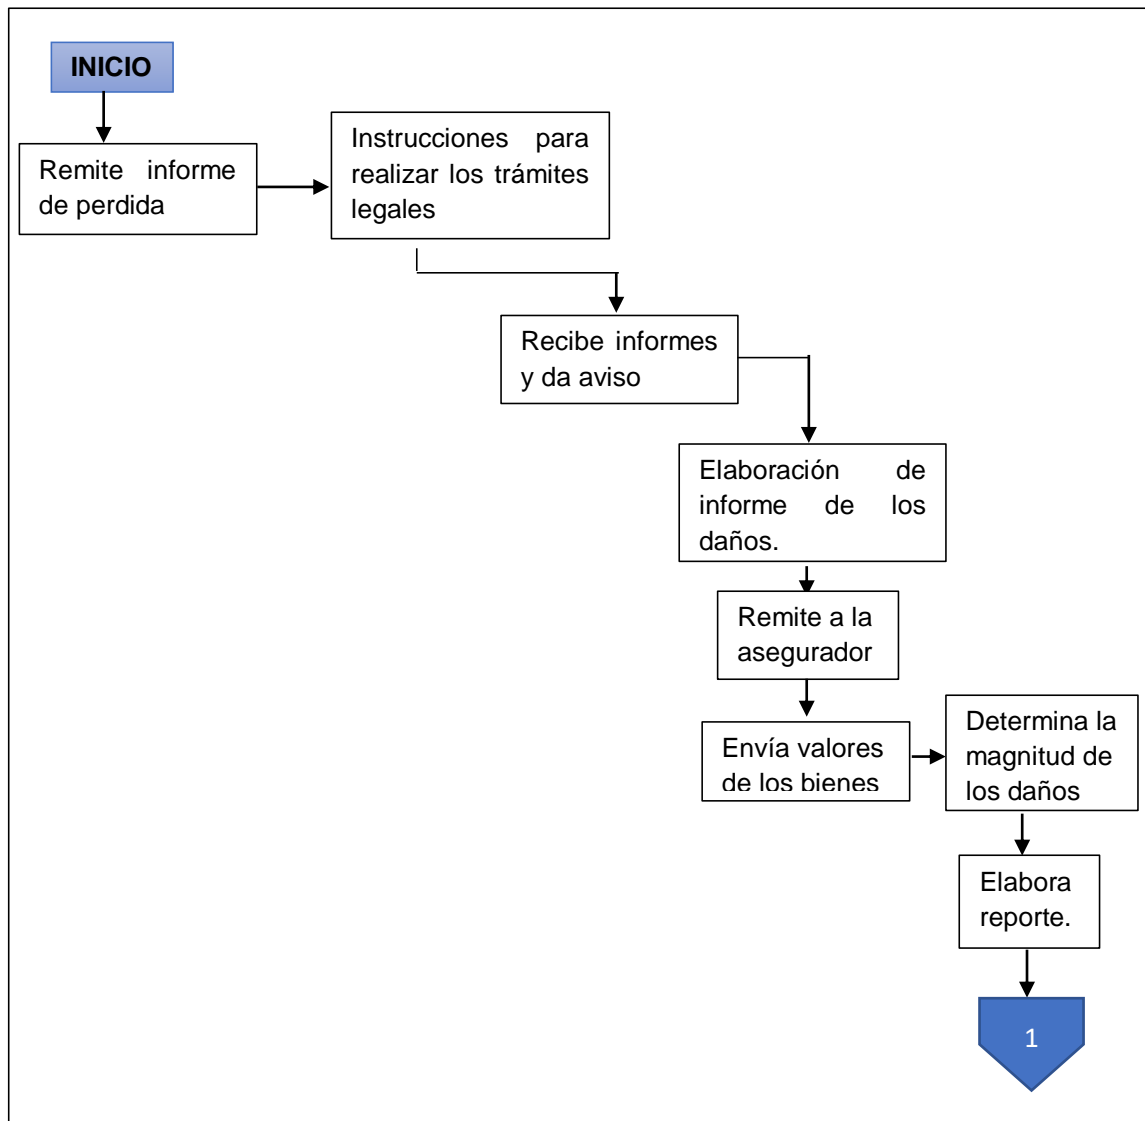 INICIO
Remite informe
de perdida
Instrucciones para
realizar los trámites
legales
Recibe informes
y da aviso
Elaboración de
informe de los
daños.
Remite a la
asegurador
Envía valores
de los bienes
Determina la
magnitud de
los daños
Elabora
reporte.
1